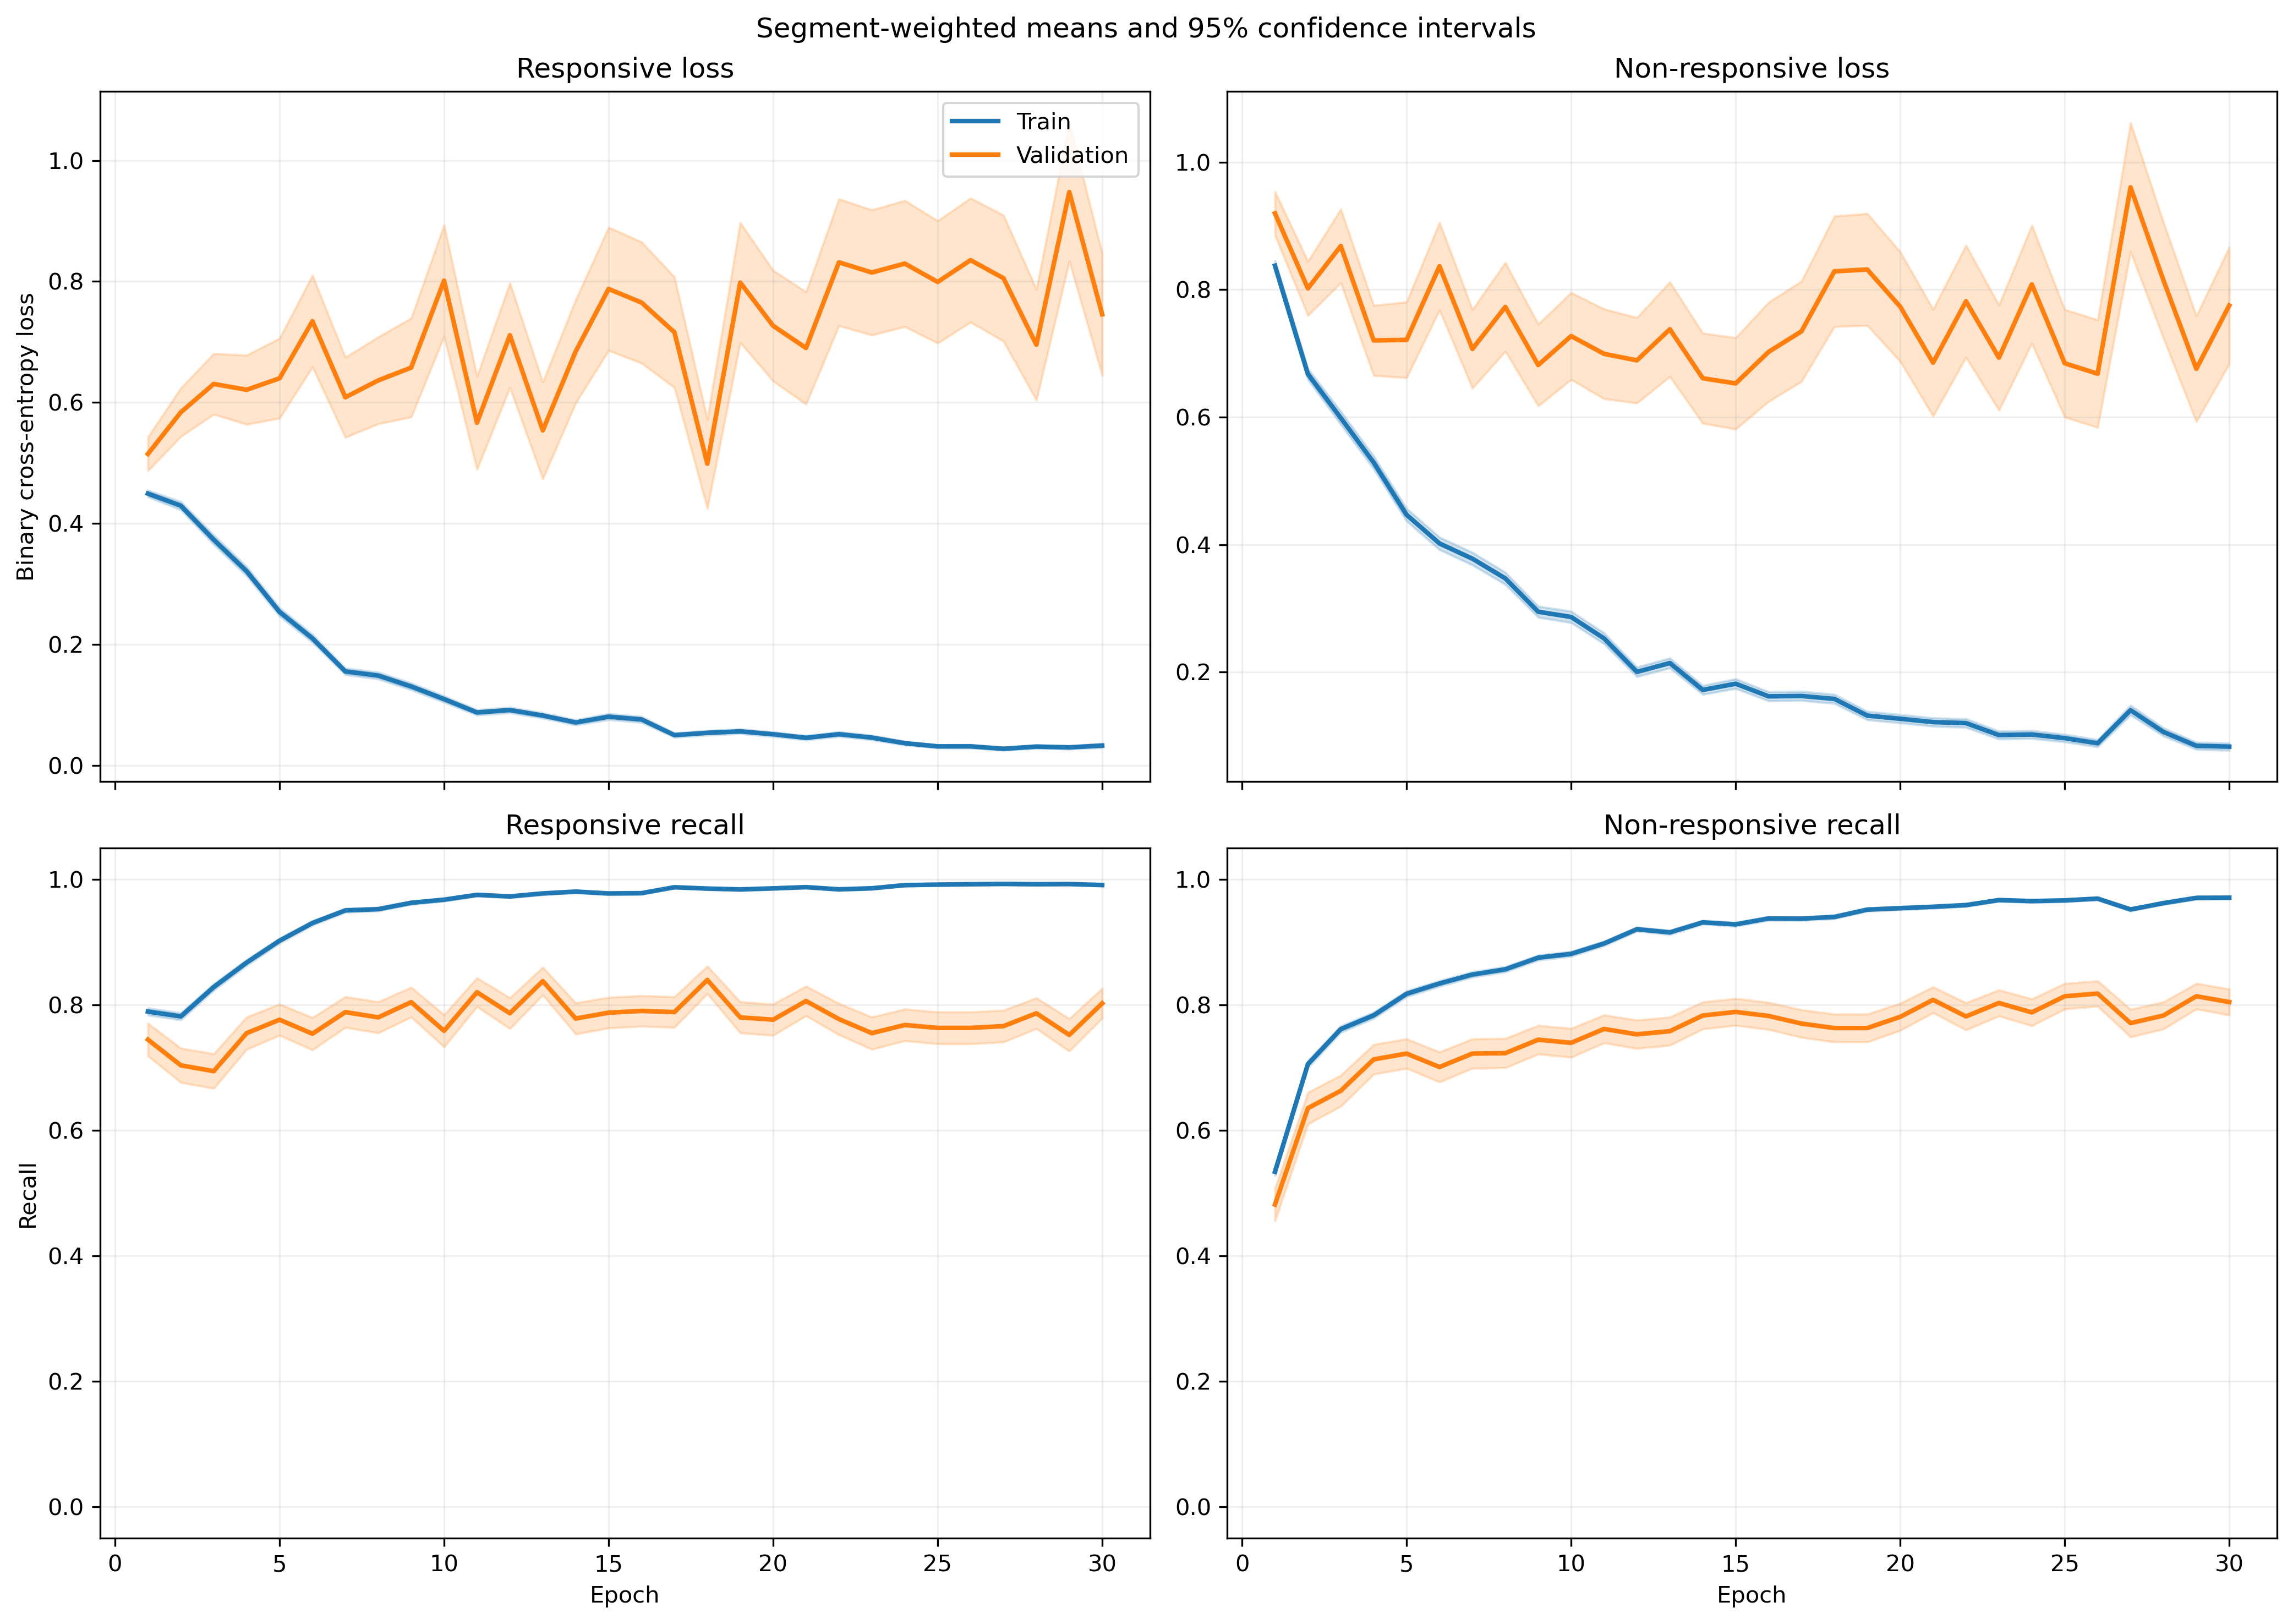 Segment-weighted means and 95% confidence intervals
Responsive loss
Non-responsive loss
Train
Validation
Binary cross-entropy loss
1.0
0.8
0.6
0.4
0.2
0.0
1.0
0.8
0.6
0.4
0.2
Responsive recall
Non-responsive recall
Recall
1.0
0.8
0.6
0.4
0.2
0.0
1.0
0.8
0.6
0.4
0.2
0.0
0 5 10 15 20 25 30
0 5 10 15 20 25 30
Epoch
Epoch